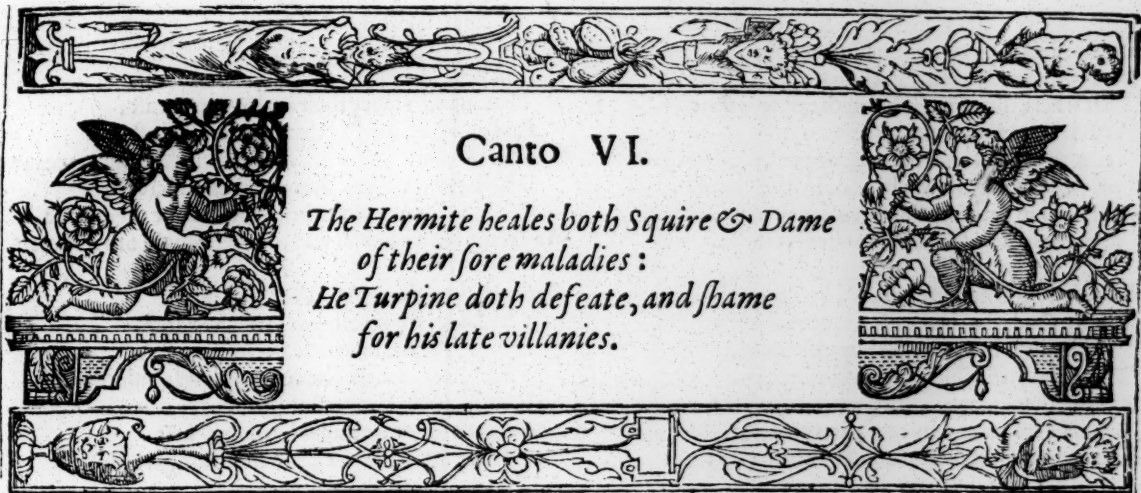 Canto VI.
The Hermite heales both Squire & Dame
of their ſore maladies :
He Turpine doth defeate, and ſhame
for his late villanies.